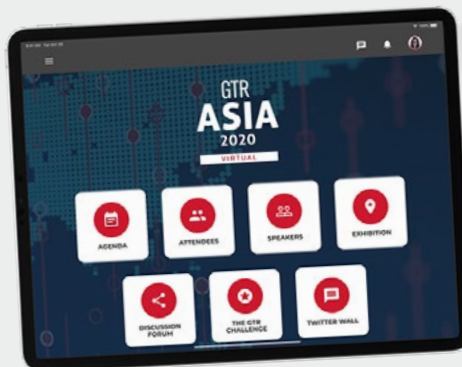 GTR
ASIA
2020
VIRTUAL
AGENDA
ATTENDEES
SPEAKERS
EXHIBITION
DISCUSSION
FORUM
THE GTR
CHALLENGE
TWITTER WALL